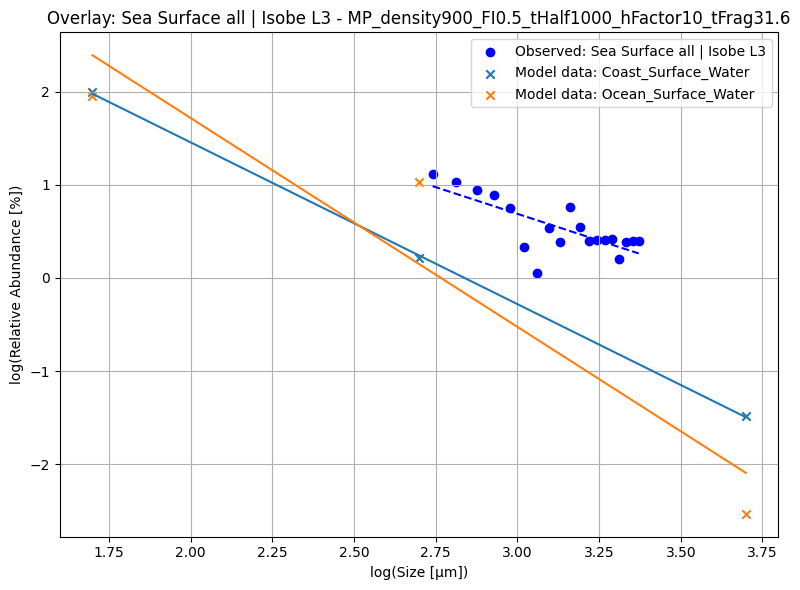 Overlay: Sea Surface all | Isobe L3 - MP_density900_FI0.5_tHalf1000_hFactor10_tFrag31.6
Observed: Sea Surface all | Isobe L3
Model data: Coast_Surface_Water
Model data: Ocean_Surface_Water
log(Relative Abundance [%])
2
1
0
−1
−2
1.75
2.00
2.25
2.50
2.75
3.00
3.25
3.50
3.75
log(Size [µm])